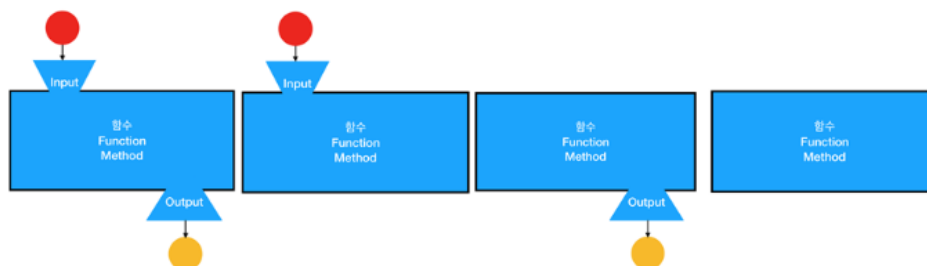 Input
함수
Function
Method
Output
Input
함수
Function
Method
함수
Function
Method
Output
함수
Function
Method